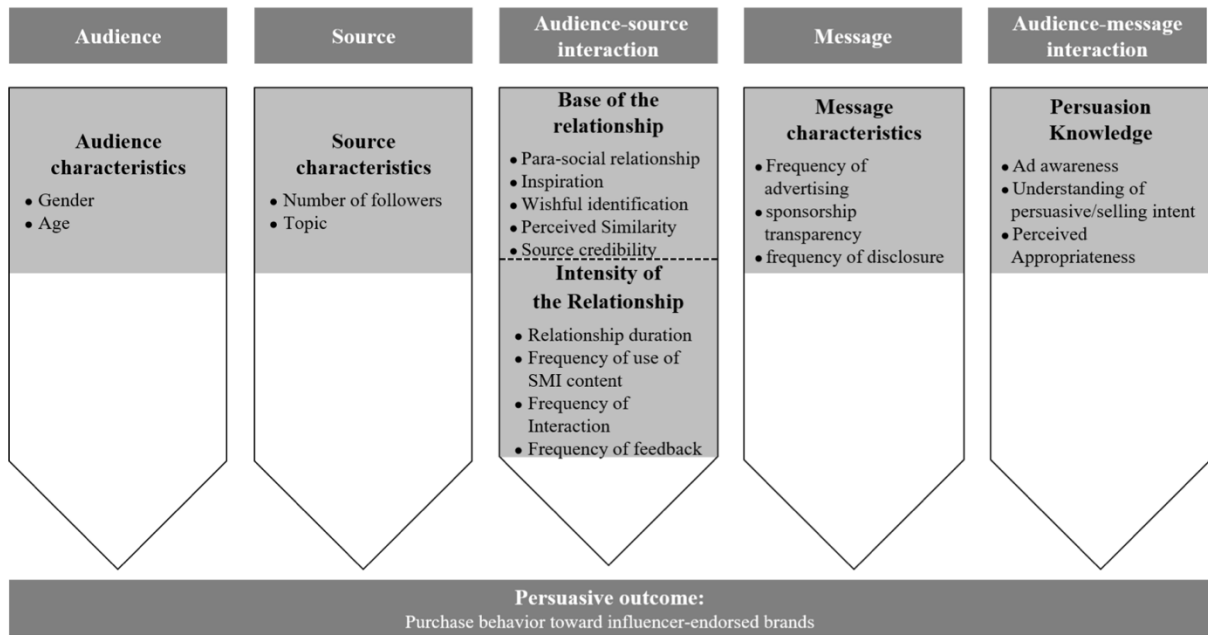 Audience
Source
Audience-source
interaction
Message
Audience-message
interaction
Audience
characteristics
● Gender
● Age
Source
characteristics
● Number of followers
● Topic
Base of the
relationship
● Para-social relationship
● Inspiration
● Wishful identification
● Perceived Similarity
● Source credibility
Intensity of
the Relationship
● Relationship duration
● Frequency of use of
SMI content
● Frequency of
Interaction
● Frequency of feedback
Message
characteristics
● Frequency of
advertising
● sponsorship
transparency
● frequency of disclosure
Persuasion
Knowledge
● Ad awareness
● Understanding of
persuasive/selling intent
● Perceived
Appropriateness
Persuasive outcome:
Purchase behavior toward influencer-endorsed brands